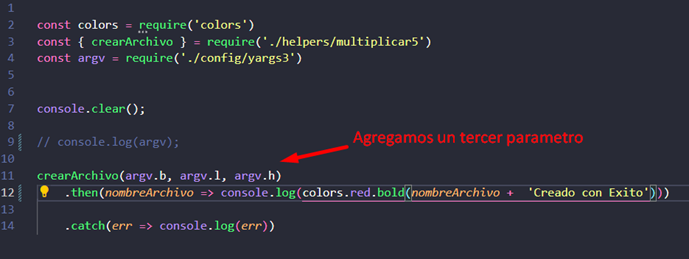 1
2 const colors = require('colors')
3 const { crearArchivo } = require('./helpers/multiplicar5')
4 const argv = require('./config/yargs3')
5
6
7 console.clear();
8
9 // console.log(argv);
Agregamos un tercer parametro
10
11 crearArchivo(argv.b, argv.l, argv.h)
12 .then(nombreArchivo => console.log(colors.red.bold(nombreArchivo + 'Creado con Exito')))
13
14 .catch(err => console.log(err))